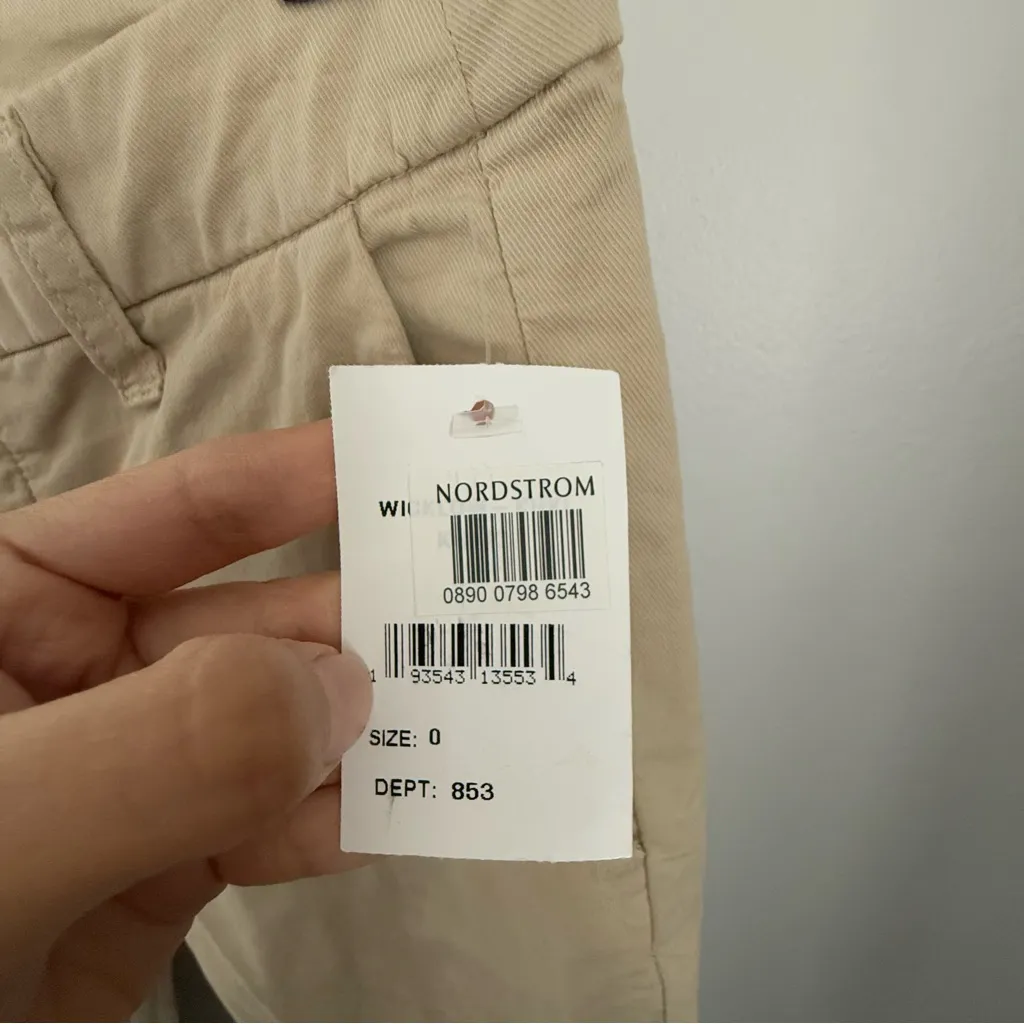 NORDSTROM
0890 0798 6543
1 93543 13553 4
SIZE: 0
DEPT: 853